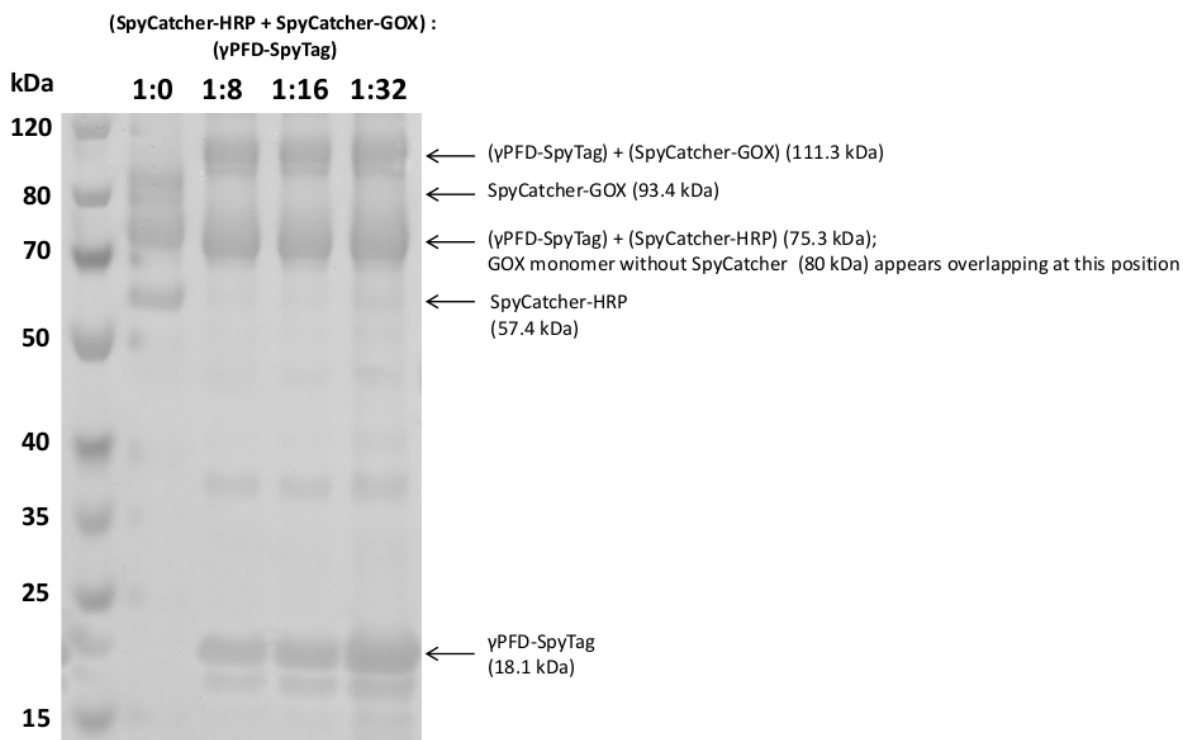 (SpyCatcher-HRP + SpyCatcher-GOX) :
(γPFD-SpyTag)
kDa
1:0 1:8 1:16 1:32
120
(γPFD-SpyTag) + (SpyCatcher-GOX) (111.3 kDa)
80
SpyCatcher-GOX (93.4 kDa)
70
(γPFD-SpyTag) + (SpyCatcher-HRP) (75.3 kDa);
GOX monomer without SpyCatcher (80 kDa) appears overlapping at this position
SpyCatcher-HRP
(57.4 kDa)
50
40
35
25
γPFD-SpyTag
(18.1 kDa)
15